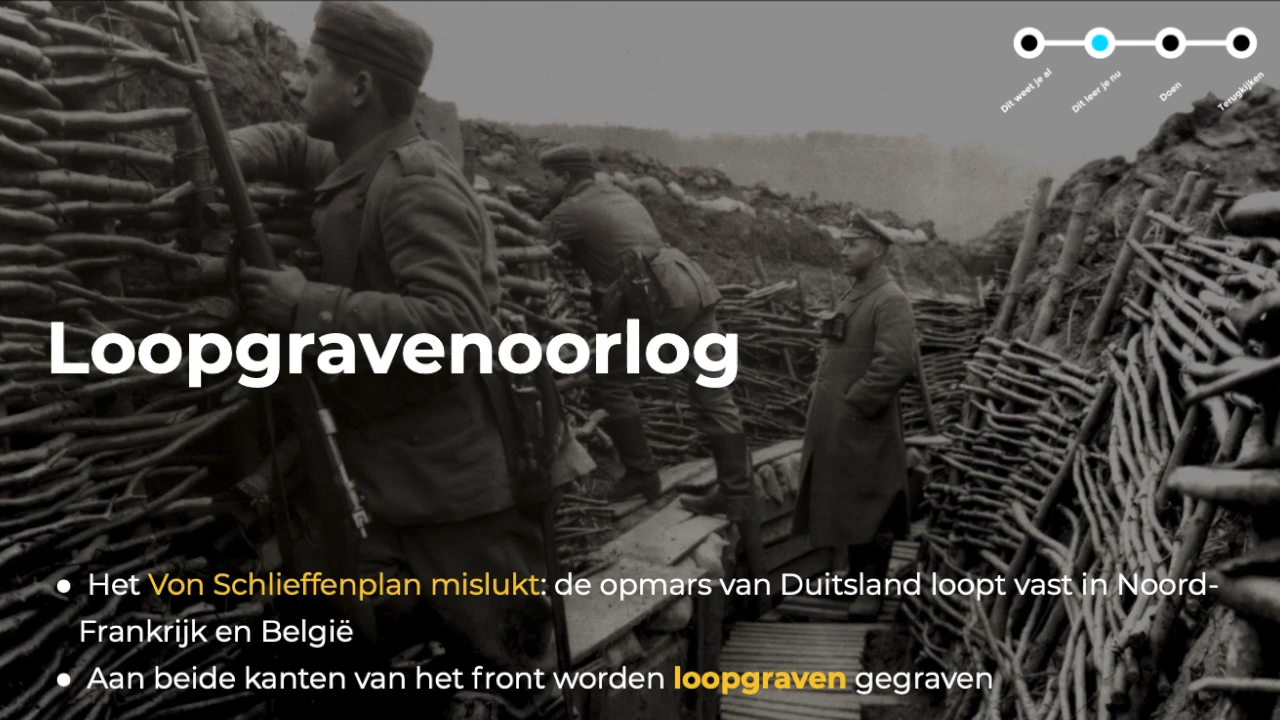 Dit weet je al
Dit leer je nu
Doen
Terugkijken
Loopgravenoorlog
● Het Von Schlieffenplan mislukt: de opmars van Duitsland loopt vast in Noord-
Frankrijk en België
● Aan beide kanten van het front worden loopgraven gegraven